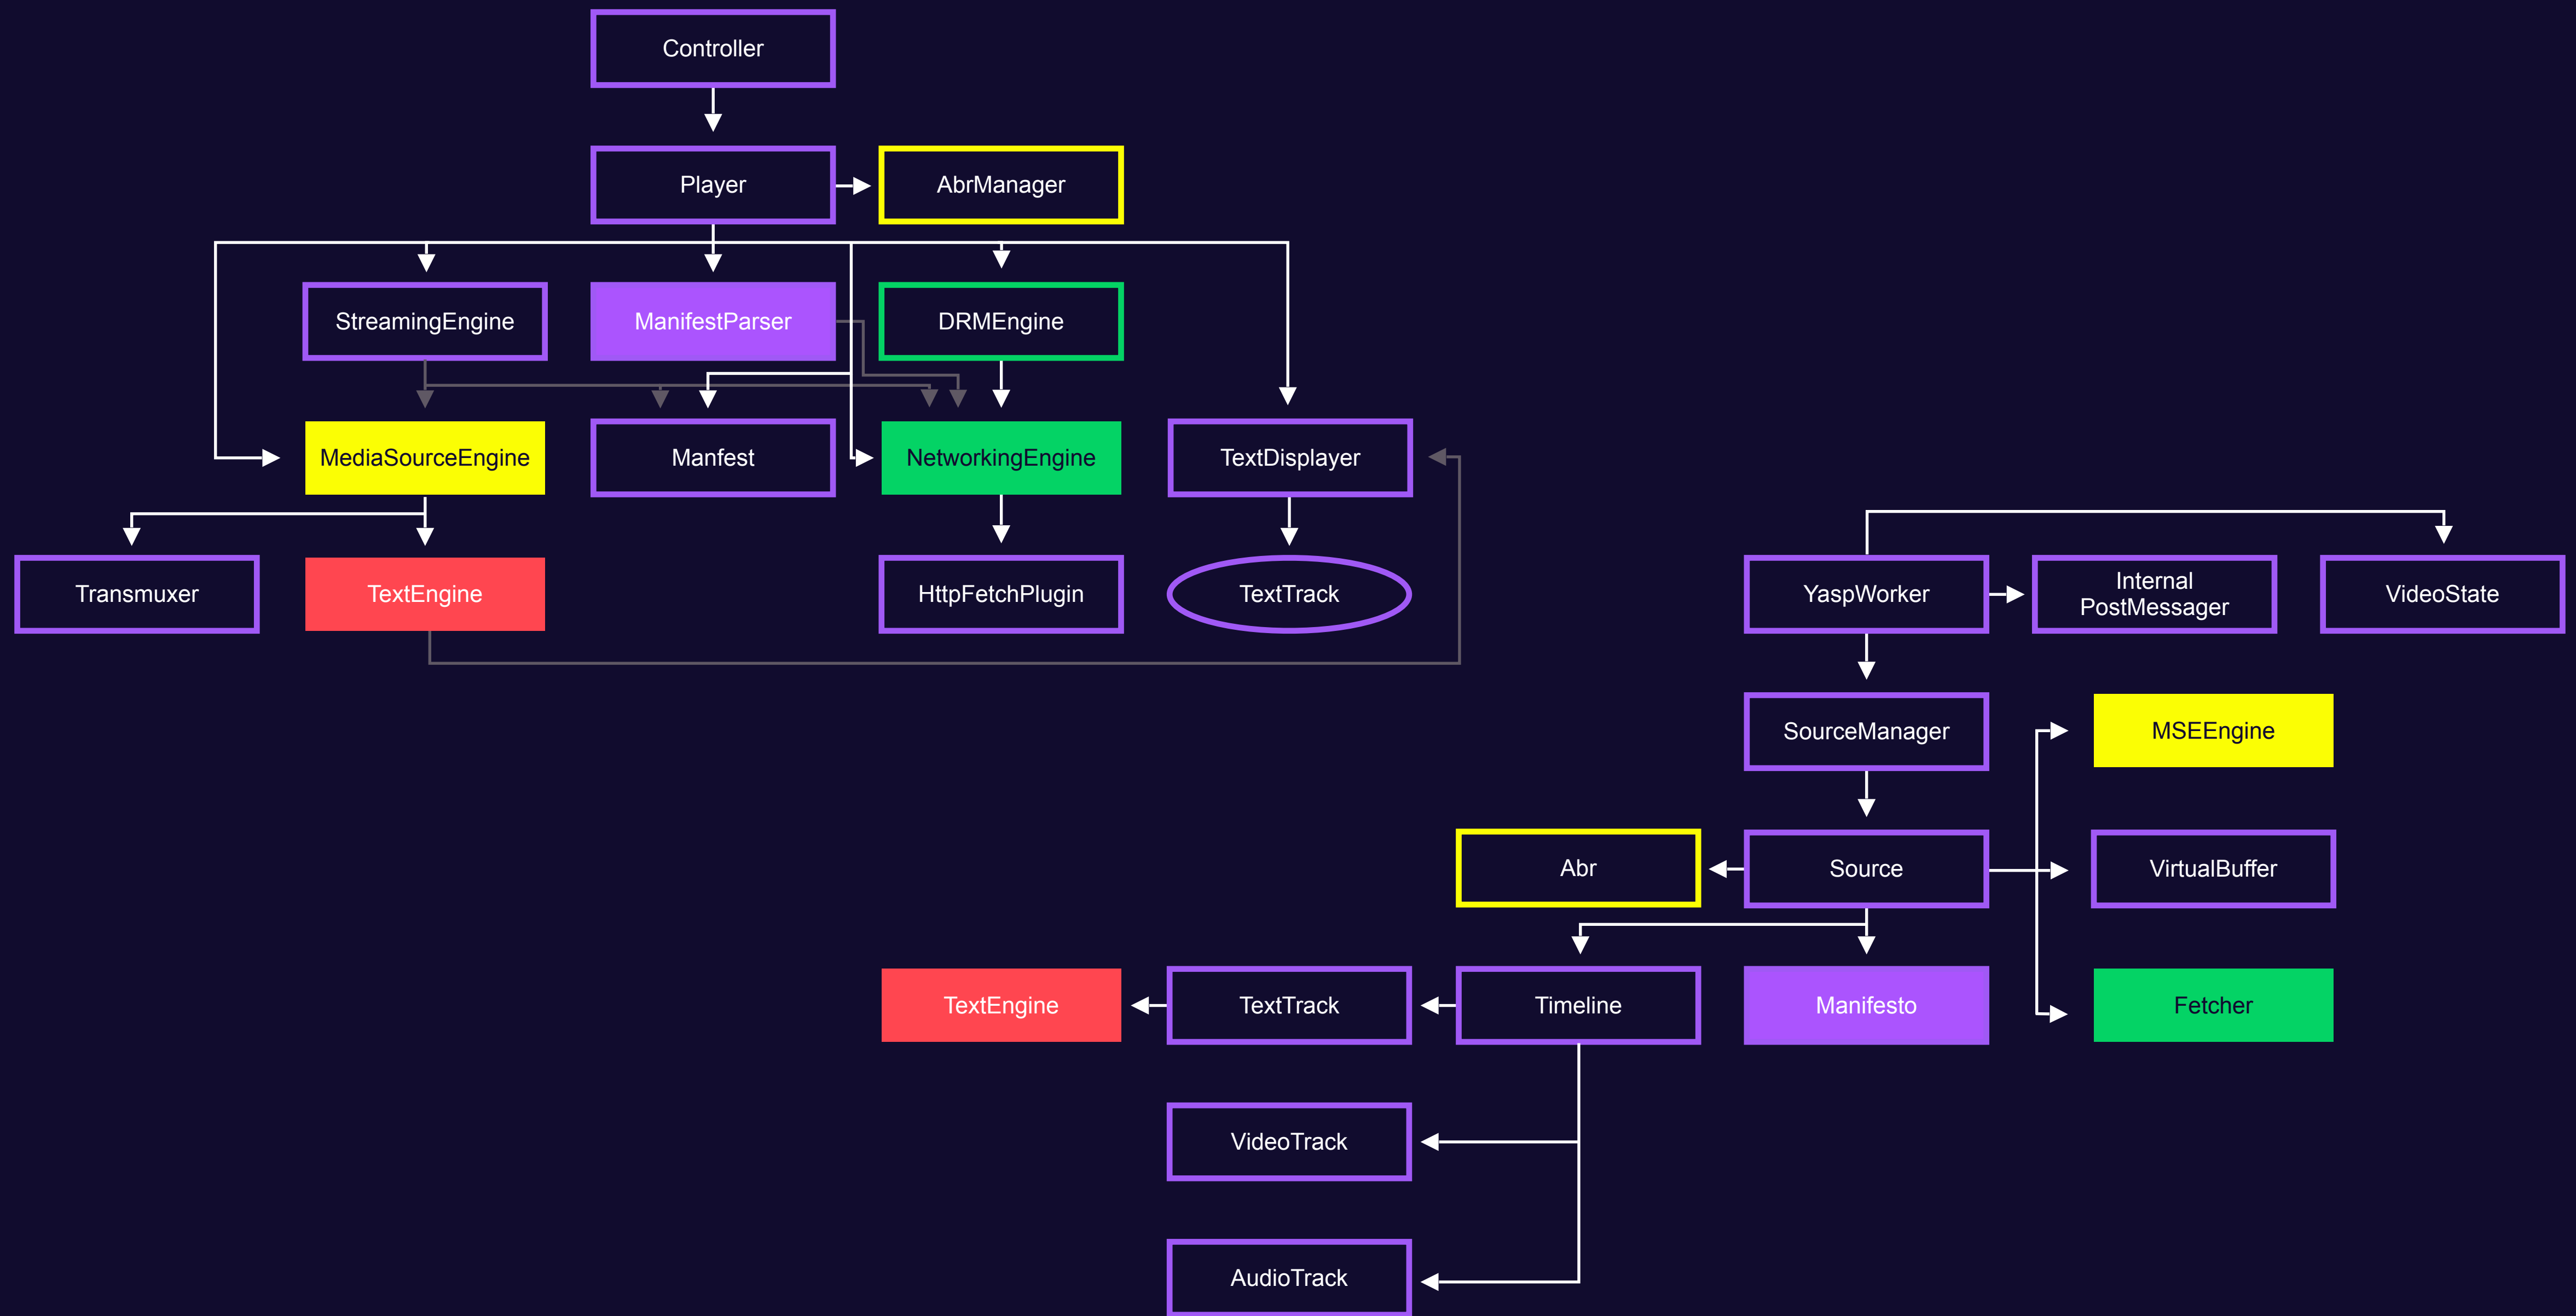 Controller
Player
AbrManager
StreamingEngine
ManifestParser
DRMEngine
MediaSourceEngine
Manfest
NetworkingEngine
TextDisplayer
Transmuxer
TextEngine
HttpFetchPlugin
TextTrack
YaspWorker
Internal
PostMessager
VideoState
SourceManager
MSEEngine
Abr
Source
VirtualBuffer
TextEngine
TextTrack
Timeline
Manifesto
Fetcher
VideoTrack
AudioTrack